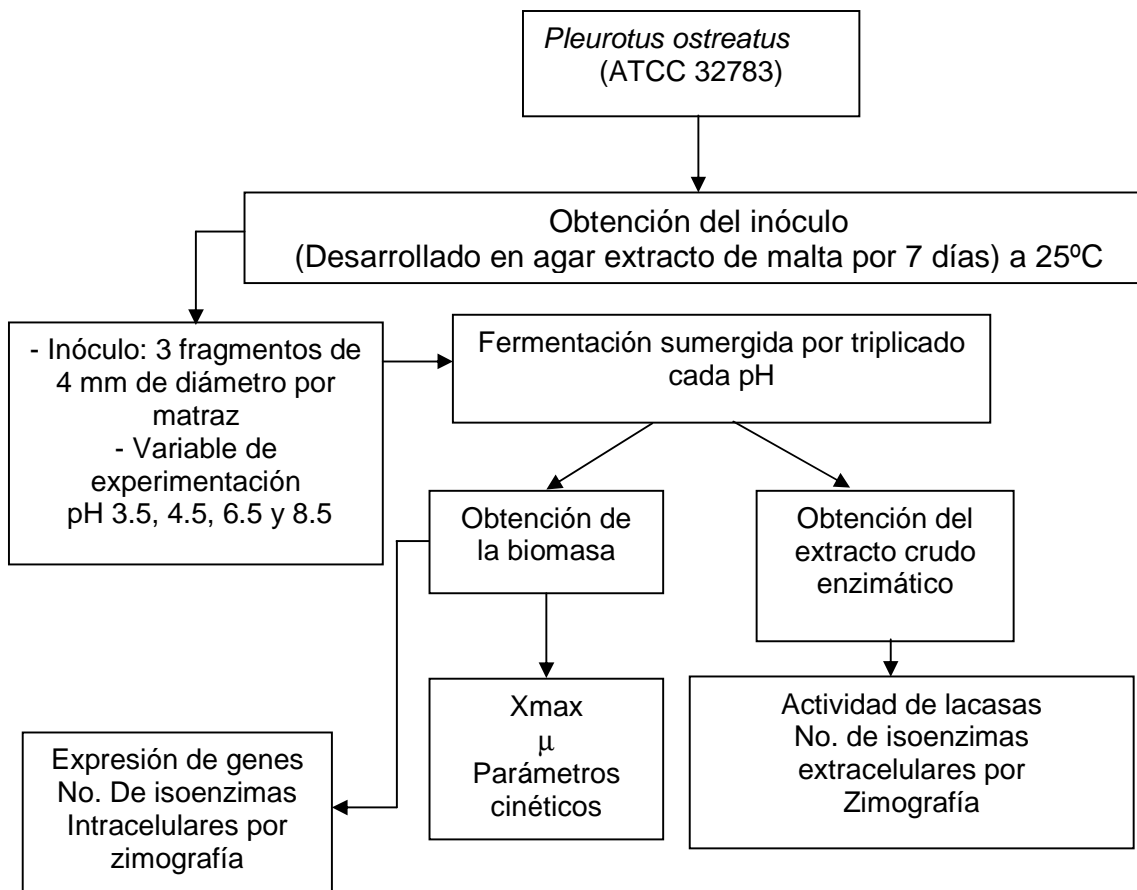 Pleurotus ostreatus
(ATCC 32783)
Obtención del inóculo
(Desarrollado en agar extracto de malta por 7 días) a 25ºC
- Inóculo: 3 fragmentos de
4 mm de diámetro por
matraz
- Variable de
experimentación
pH 3.5, 4.5, 6.5 y 8.5
Fermentación sumergida por triplicado
cada pH
Obtención de
la biomasa
Obtención del
extracto crudo
enzimático
Xmax
μ
Parámetros
cinéticos
Actividad de lacasas
No. de isoenzimas
extracelulares por
Zimografía
Expresión de genes
No. De isoenzimas
Intracelulares por
zimografía